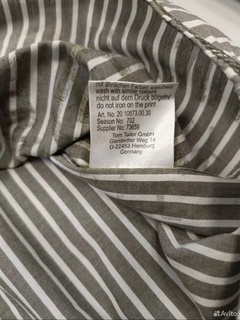 mit ähnlichen Farben waschen/
wash with similar colours
nicht auf dem Druck bügeln/
do not iron on the print
Art. No. 20 10873.00.30
Season No: 702
Supplier No: 73659
Tom Tailor GmbH
Garstedter Weg 14
D-22453 Hamburg
Germany
Avito